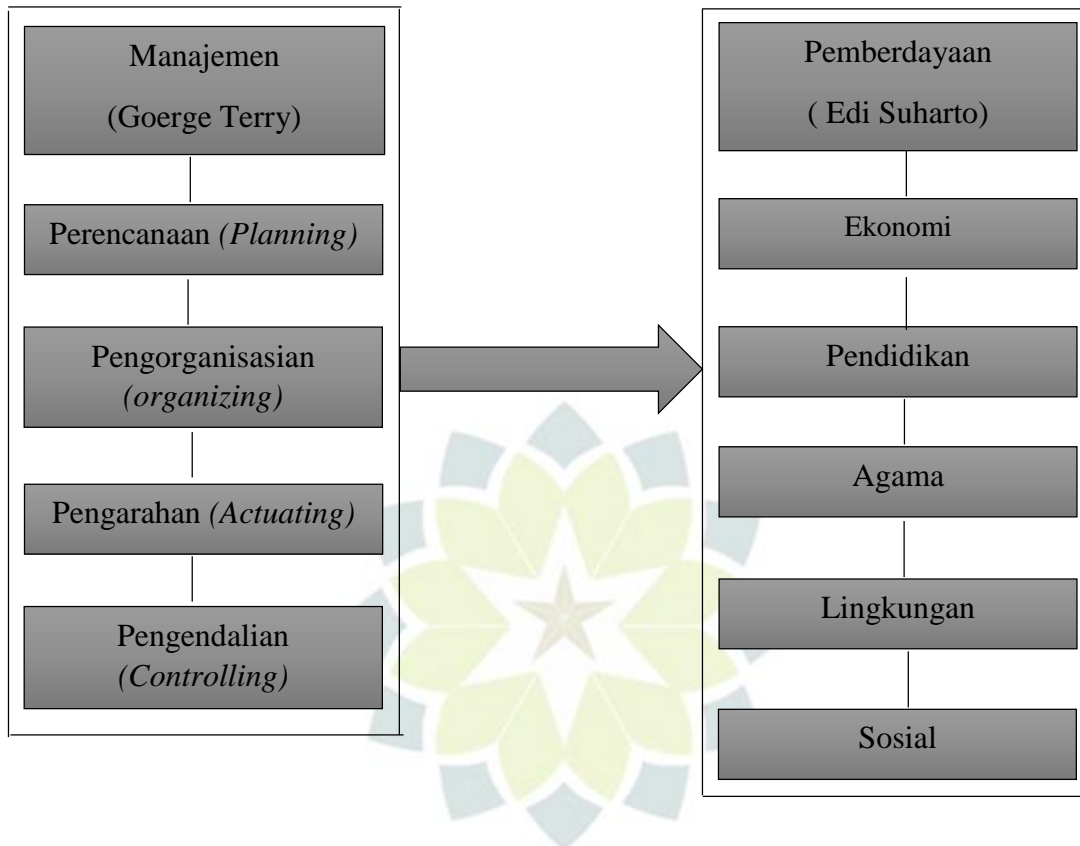 Manajemen
(Goerge Terry)
Perencanaan (Planning)
Pengorganisasian
(organizing)
Pengarahan (Actuating)
Pengendalian
(Controlling)
Pemberdayaan
( Edi Suharto)
Ekonomi
Pendidikan
Agama
Lingkungan
Sosial